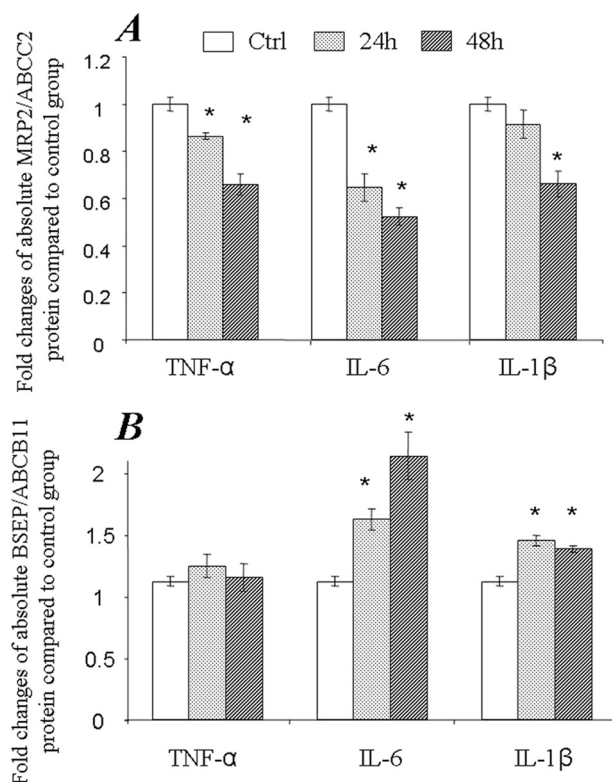 A
Ctrl 24h 48h
Fold changes of absolute MRP2/ABCC2
protein compared to control group
1.2
1
0.8
0.6
0.4
0.2
0
* *
* *
*
TNF-α IL-6 IL-1β
B
Fold changes of absolute BSEP/ABCB11
protein compared to control group
2
1.5
1
0.5
0
* *
* *
TNF-α IL-6 IL-1β